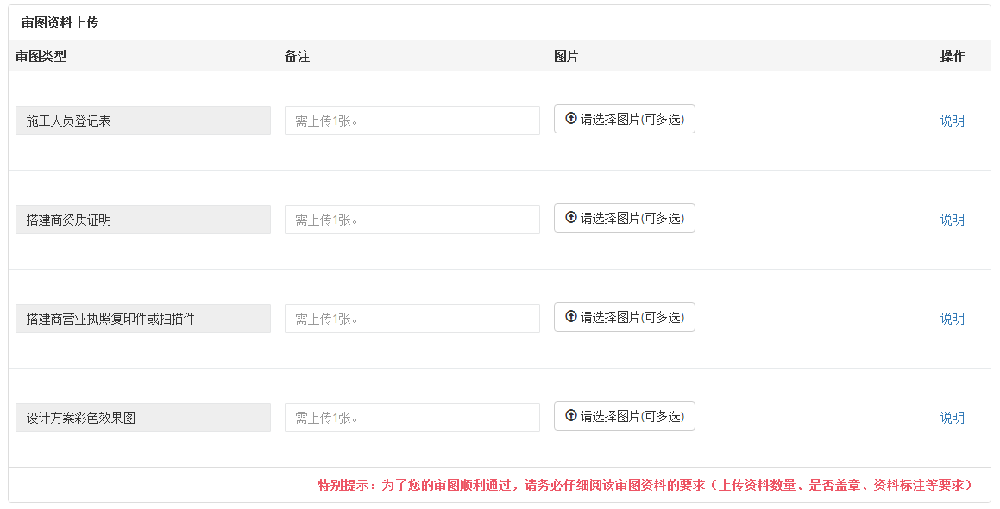 审图资料上传
审图类型 备注 图片 操作
施工人员登记表 需上传1张。 请选择图片(可多选) 说明
搭建商资质证明 需上传1张。 请选择图片(可多选) 说明
搭建商营业执照复印件或扫描件 需上传1张。 请选择图片(可多选) 说明
设计方案彩色效果图 需上传1张。 请选择图片(可多选) 说明
特别提示：为了您的审图顺利通过，请务必仔细阅读审图资料的要求（上传资料数量、是否盖章、资料标注等要求）